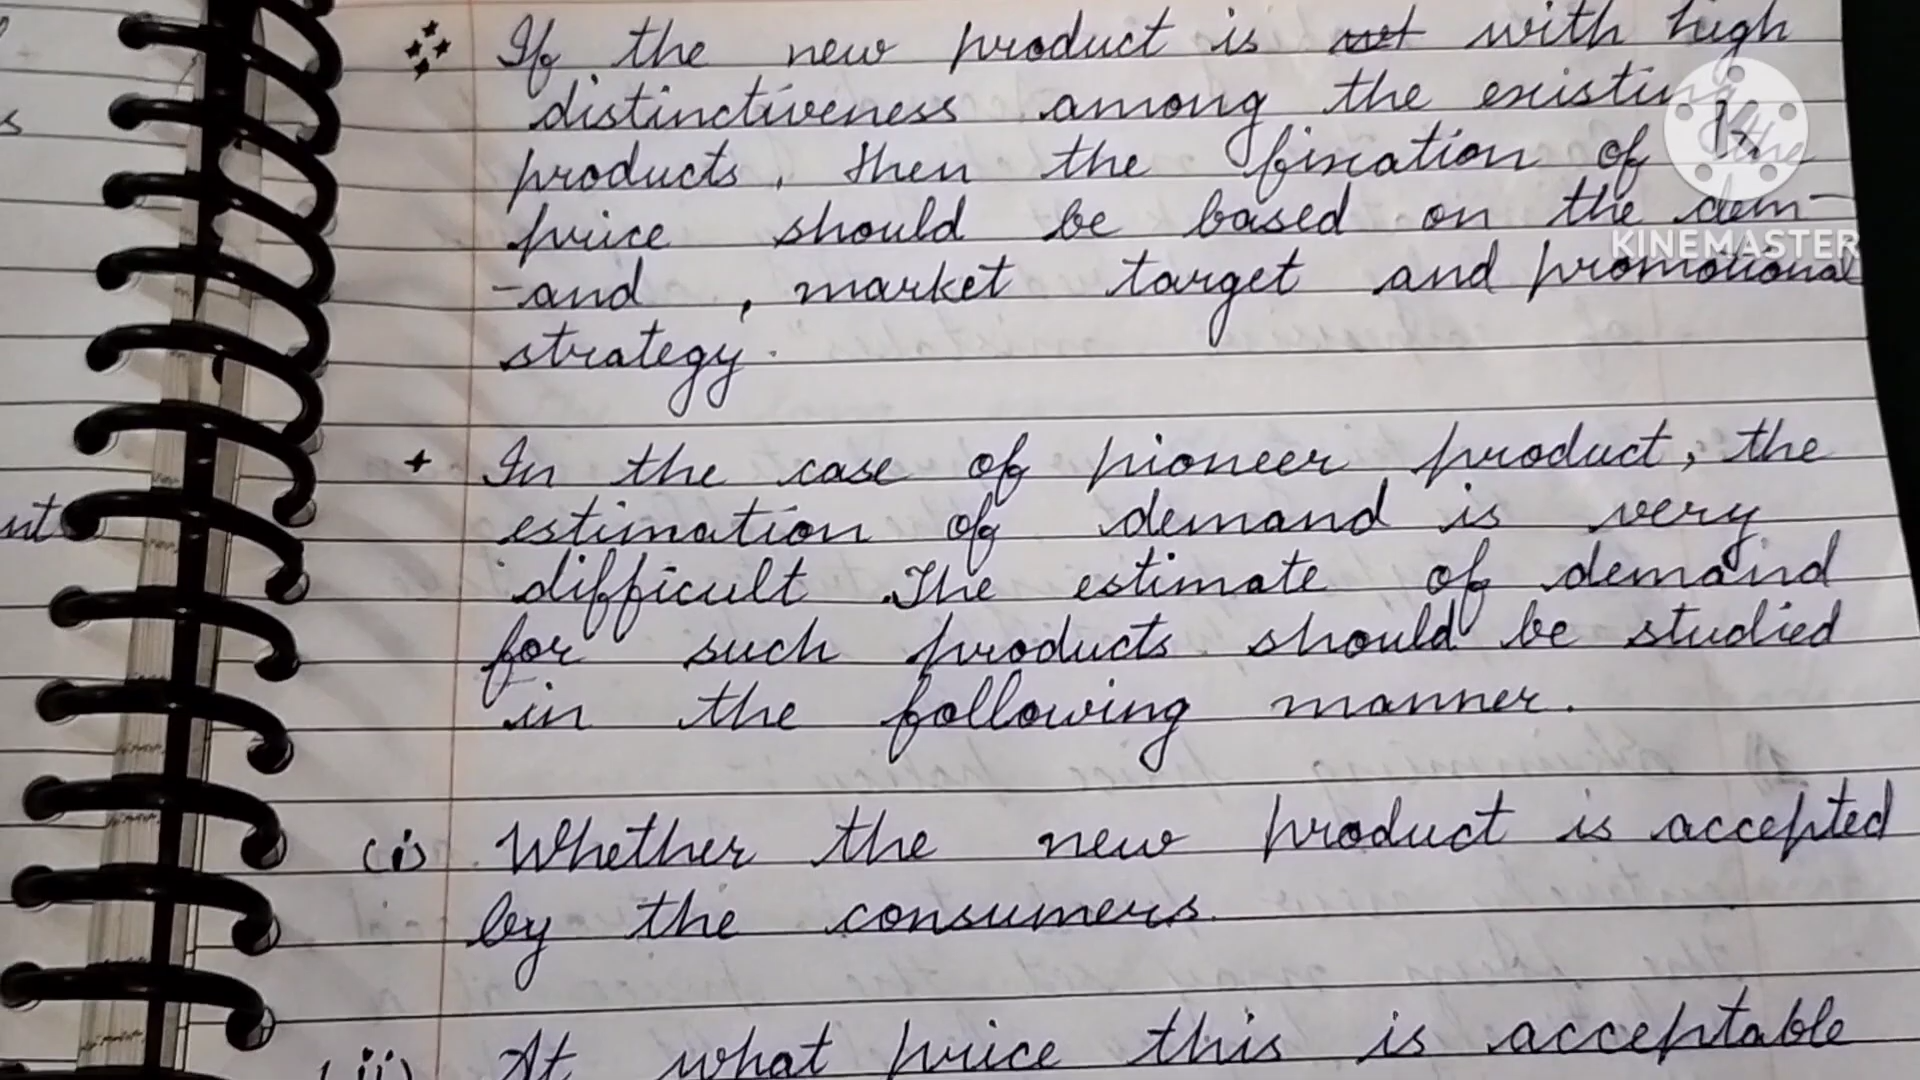 If the new product is not with high
distinctiveness among the existing
products, then the fixation of the
price should be based on the dem-
-and, market target and promotional
strategy.
+ In the case of pioneer product, the
estimation of demand is very
difficult. The estimate of demand
for such products should be studied
in the following manner.
(i) Whether the new product is accepted
by the consumers.
(ii) At what price this is acceptable
K
KINEMASTER